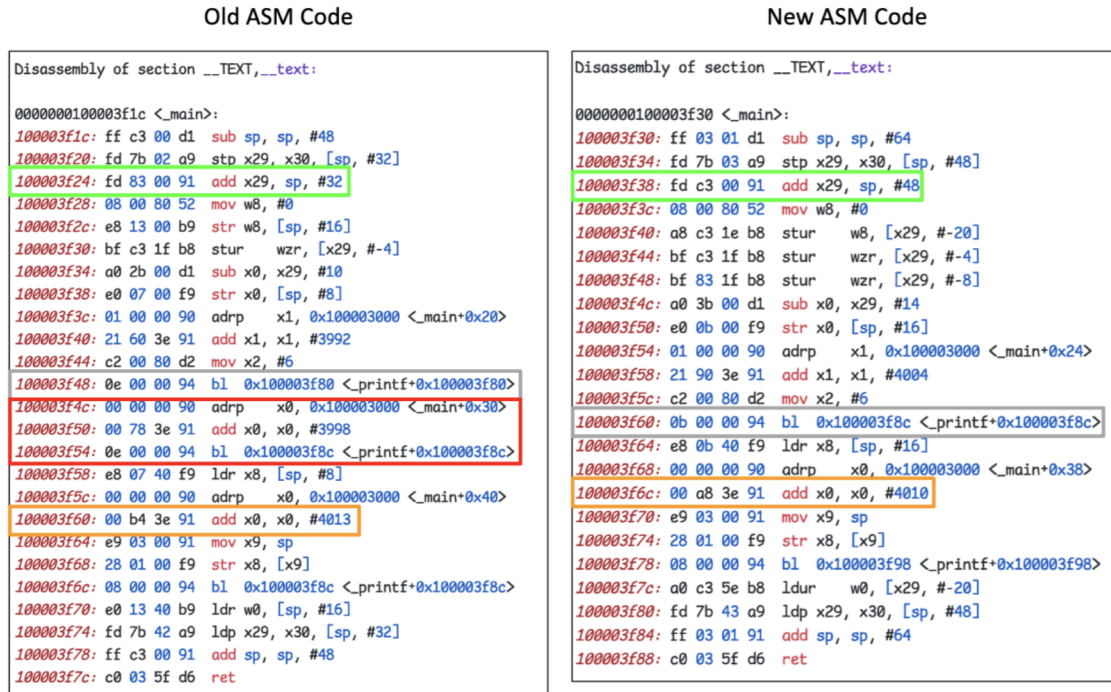 Old ASM Code
Disassembly of section __TEXT,__text:
0000000100003f1c <_main>:
100003f1c: ff c3 00 d1 sub sp, sp, #48
100003f20: fd 7b 02 a9 stp x29, x30, [sp, #32]
100003f24: fd 83 00 91 add x29, sp, #32
100003f28: 08 00 80 52 mov w8, #0
100003f2c: e8 13 00 b9 str w8, [sp, #16]
100003f30: bf c3 1f b8 stur wzr, [x29, #-4]
100003f34: a0 2b 00 d1 sub x0, x29, #10
100003f38: e0 07 00 f9 str x0, [sp, #8]
100003f3c: 01 00 00 90 adrp x1, 0x100003000 <_main+0x20>
100003f40: 21 60 3e 91 add x1, x1, #3992
100003f44: c2 00 80 d2 mov x2, #6
100003f48: 0e 00 00 94 bl 0x100003f80 <_printf+0x100003f80>
100003f4c: 00 00 00 90 adrp x0, 0x100003000 <_main+0x30>
100003f50: 00 78 3e 91 add x0, x0, #3998
100003f54: 0e 00 00 94 bl 0x100003f8c <_printf+0x100003f8c>
100003f58: e8 07 40 f9 ldr x8, [sp, #8]
100003f5c: 00 00 00 90 adrp x0, 0x100003000 <_main+0x40>
100003f60: 00 b4 3e 91 add x0, x0, #4013
100003f64: e9 03 00 91 mov x9, sp
100003f68: 28 01 00 f9 str x8, [x9]
100003f6c: 08 00 00 94 bl 0x100003f8c <_printf+0x100003f8c>
100003f70: e0 13 40 b9 ldr w0, [sp, #16]
100003f74: fd 7b 42 a9 ldp x29, x30, [sp, #32]
100003f78: ff c3 00 91 add sp, sp, #48
100003f7c: c0 03 5f d6 ret
New ASM Code
Disassembly of section __TEXT,__text:
0000000100003f30 <_main>:
100003f30: ff 03 01 d1 sub sp, sp, #64
100003f34: fd 7b 03 a9 stp x29, x30, [sp, #48]
100003f38: fd c3 00 91 add x29, sp, #48
100003f3c: 08 00 80 52 mov w8, #0
100003f40: a8 c3 1e b8 stur w8, [x29, #-20]
100003f44: bf c3 1f b8 stur wzr, [x29, #-4]
100003f48: bf 83 1f b8 stur wzr, [x29, #-8]
100003f4c: a0 3b 00 d1 sub x0, x29, #14
100003f50: e0 0b 00 f9 str x0, [sp, #16]
100003f54: 01 00 00 90 adrp x1, 0x100003000 <_main+0x24>
100003f58: 21 90 3e 91 add x1, x1, #4004
100003f5c: c2 00 80 d2 mov x2, #6
100003f60: 0b 00 00 94 bl 0x100003f8c <_printf+0x100003f8c>
100003f64: e8 0b 40 f9 ldr x8, [sp, #16]
100003f68: 00 00 00 90 adrp x0, 0x100003000 <_main+0x38>
100003f6c: 00 a8 3e 91 add x0, x0, #4010
100003f70: e9 03 00 91 mov x9, sp
100003f74: 28 01 00 f9 str x8, [x9]
100003f78: 08 00 00 94 bl 0x100003f98 <_printf+0x100003f98>
100003f7c: a0 c3 5e b8 ldur w0, [x29, #-20]
100003f80: fd 7b 43 a9 ldp x29, x30, [sp, #48]
100003f84: ff 03 01 91 add sp, sp, #64
100003f88: c0 03 5f d6 ret